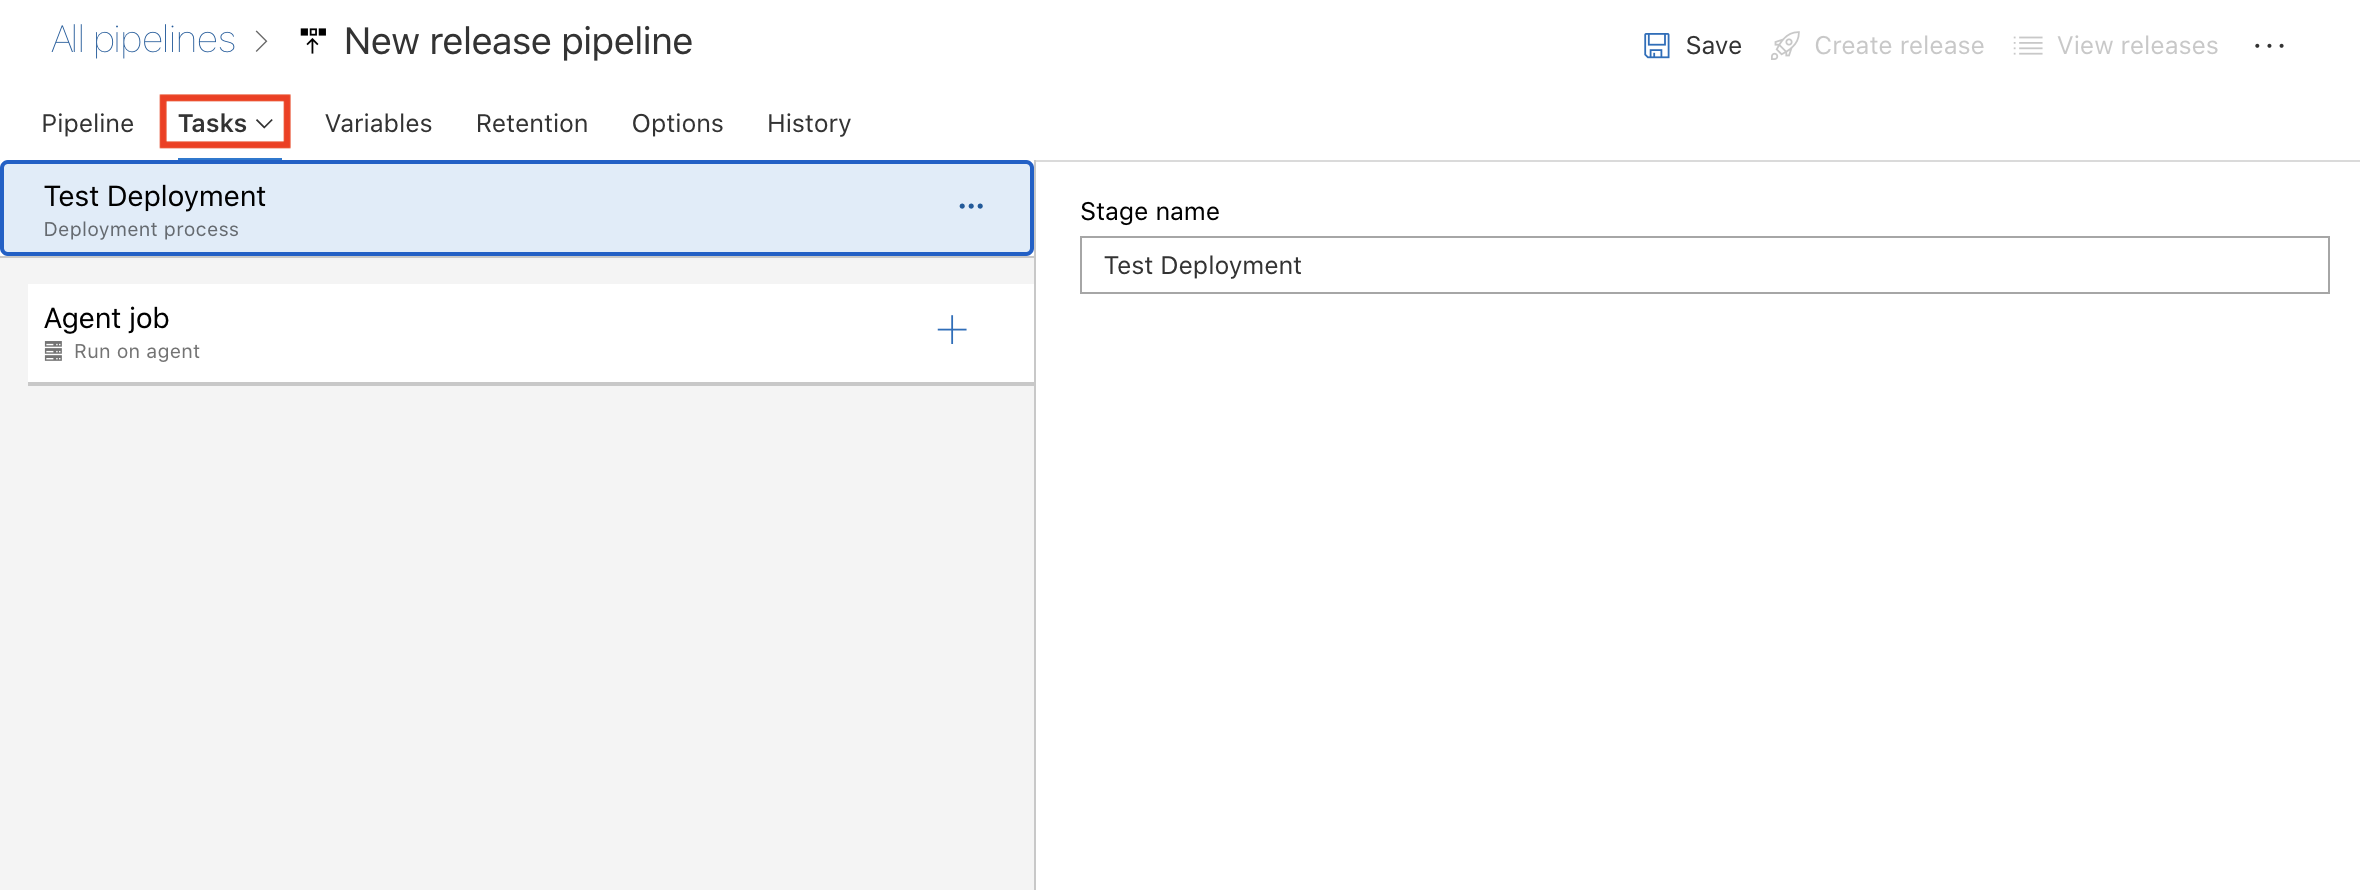 All pipelines > New release pipeline
Save Create release View releases ...
Pipeline Tasks Variables Retention Options History
Test Deployment
Deployment process
Stage name
Test Deployment
Agent job
Run on agent